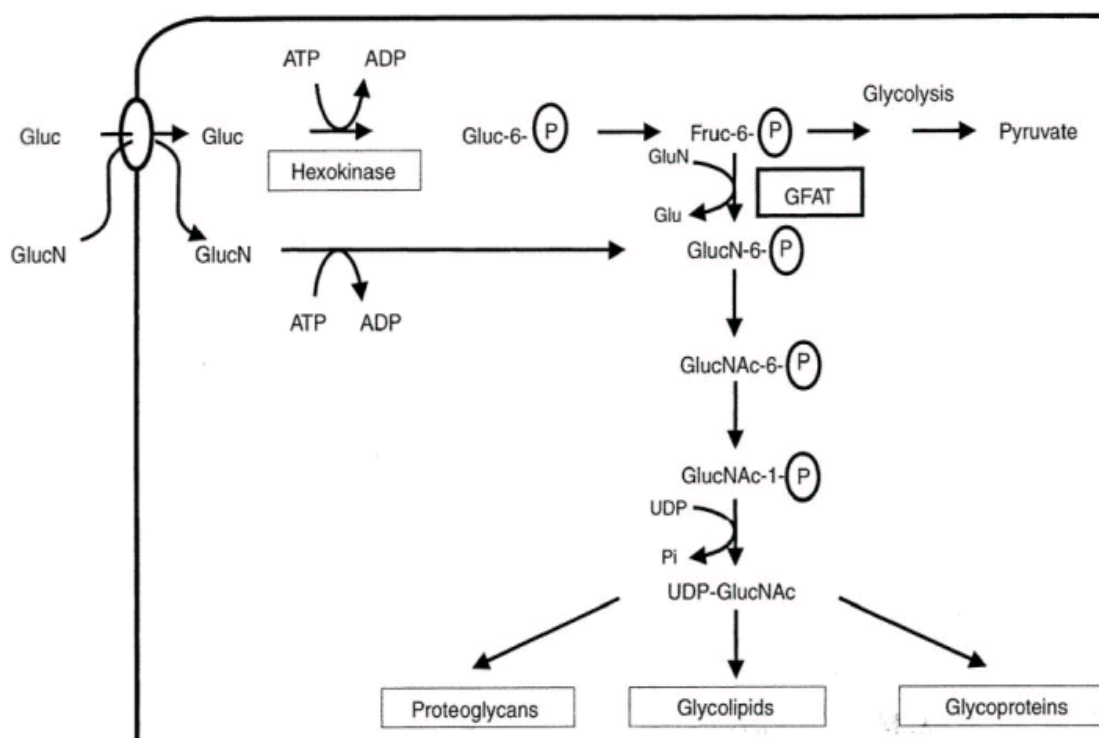 ATP ADP
Glycolysis
Gluc Gluc Gluc-6-P Fruc-6-P Pyruvate
Hexokinase
GluN
GFAT
Glu
GlucN GlucN GlucN-6-P
ATP ADP
GlucNAc-6-P
GlucNAc-1-P
UDP
Pi
UDP-GlucNAc
Proteoglycans Glycolipids Glycoproteins